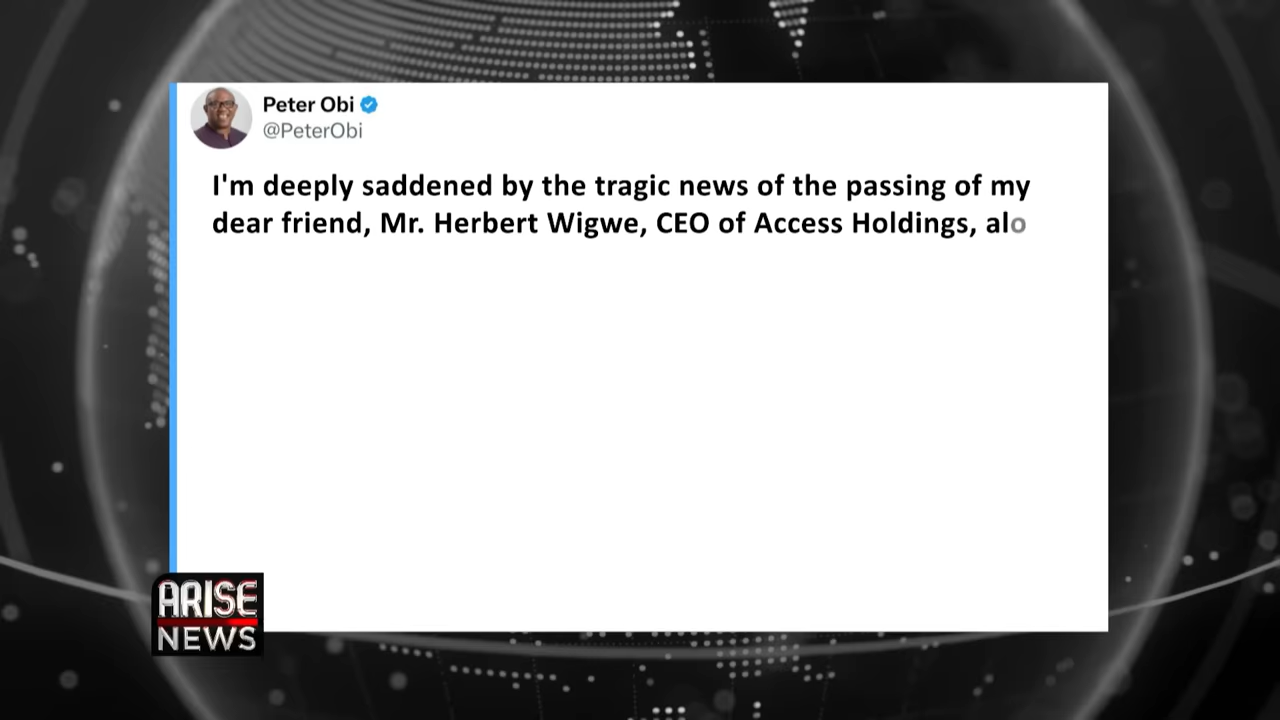 Peter Obi
@PeterObi
I'm deeply saddened by the tragic news of the passing of my
dear friend, Mr. Herbert Wigwe, CEO of Access Holdings, alo
ARISE
NEWS